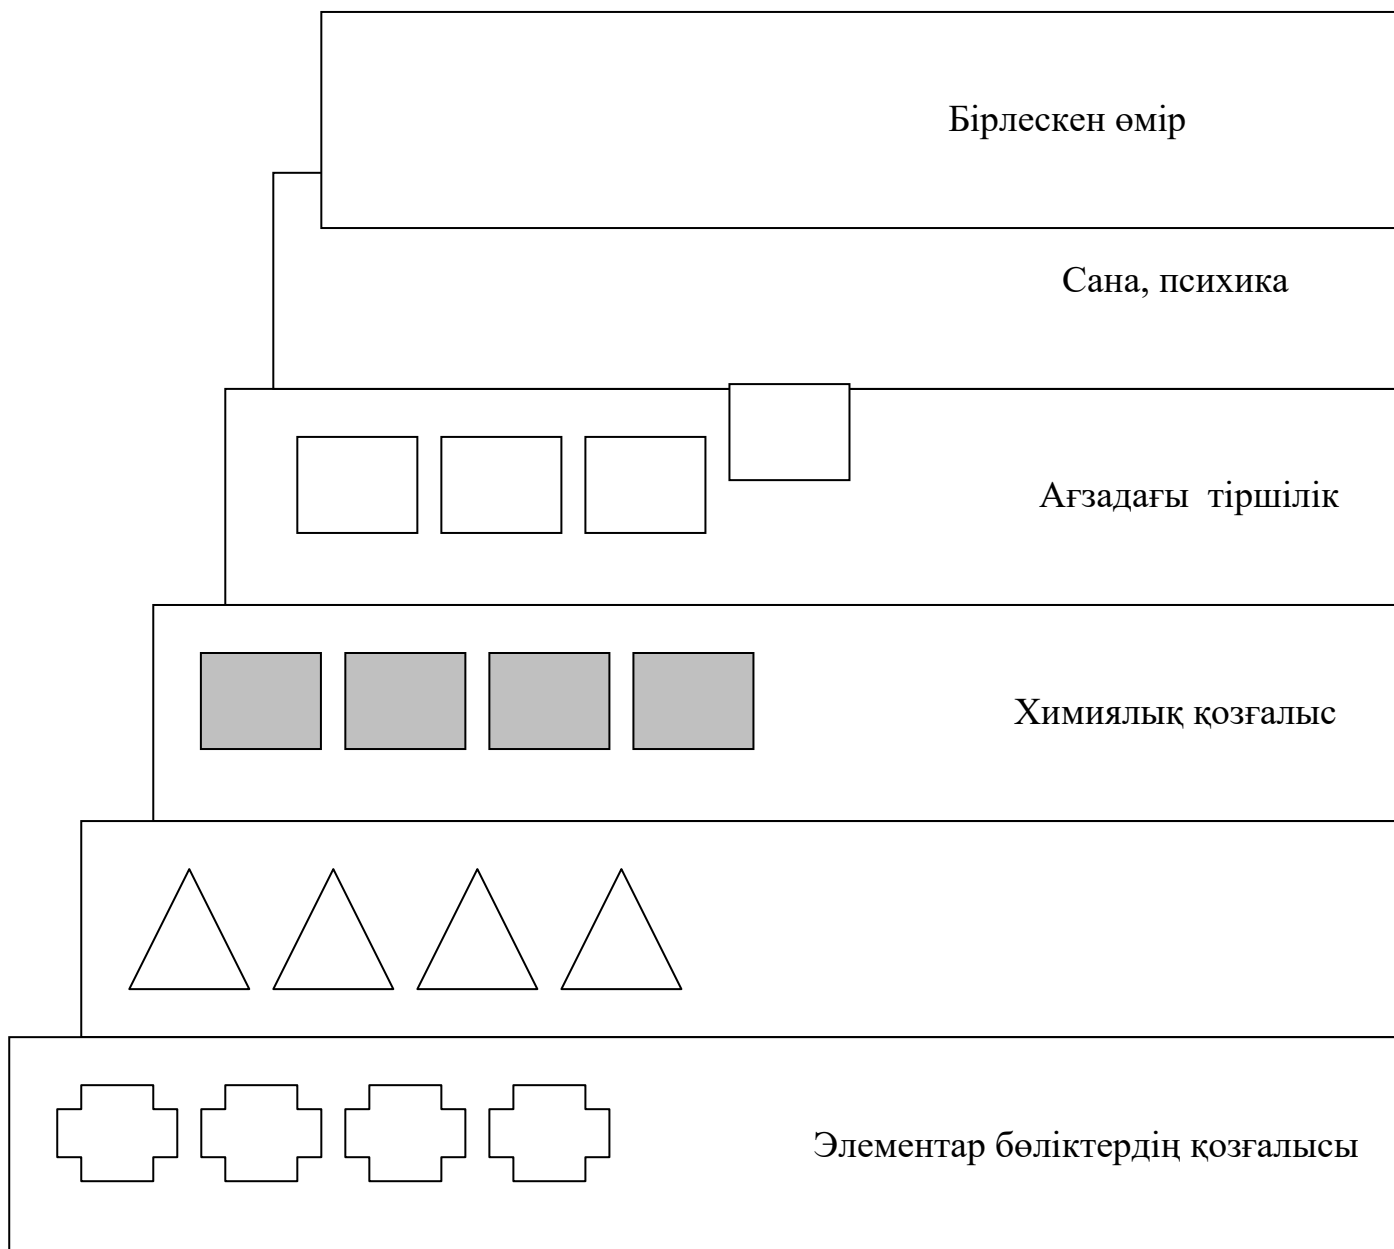 Бірлескен өмір
Сана, психика
Ағзадағы  тіршілік
Химиялық қозғалыс
Элементар бөліктердің қозғалысы